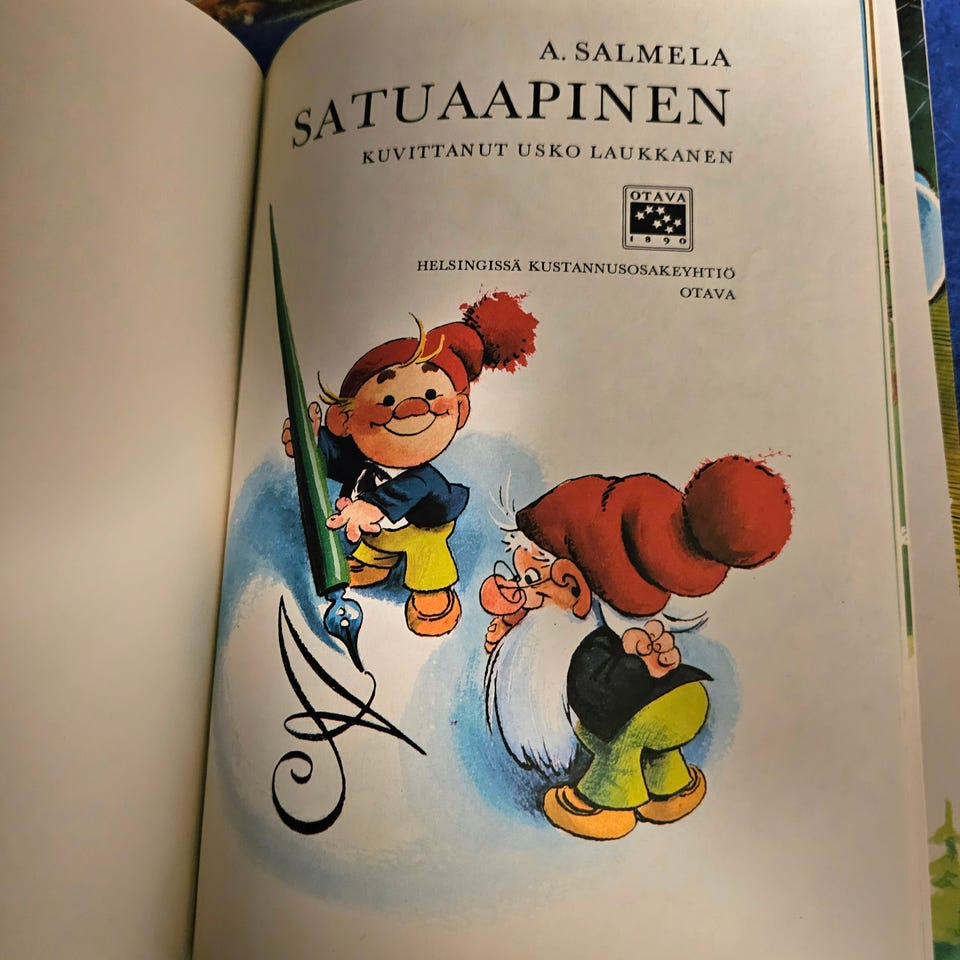 A. SALMELA
SATUAAPINEN
KUVITTANUT USKO LAUKKANEN
OTAVA
1890
HELSINGISSÄ KUSTANNUSOSAKEYHTIÖ
OTAVA
A